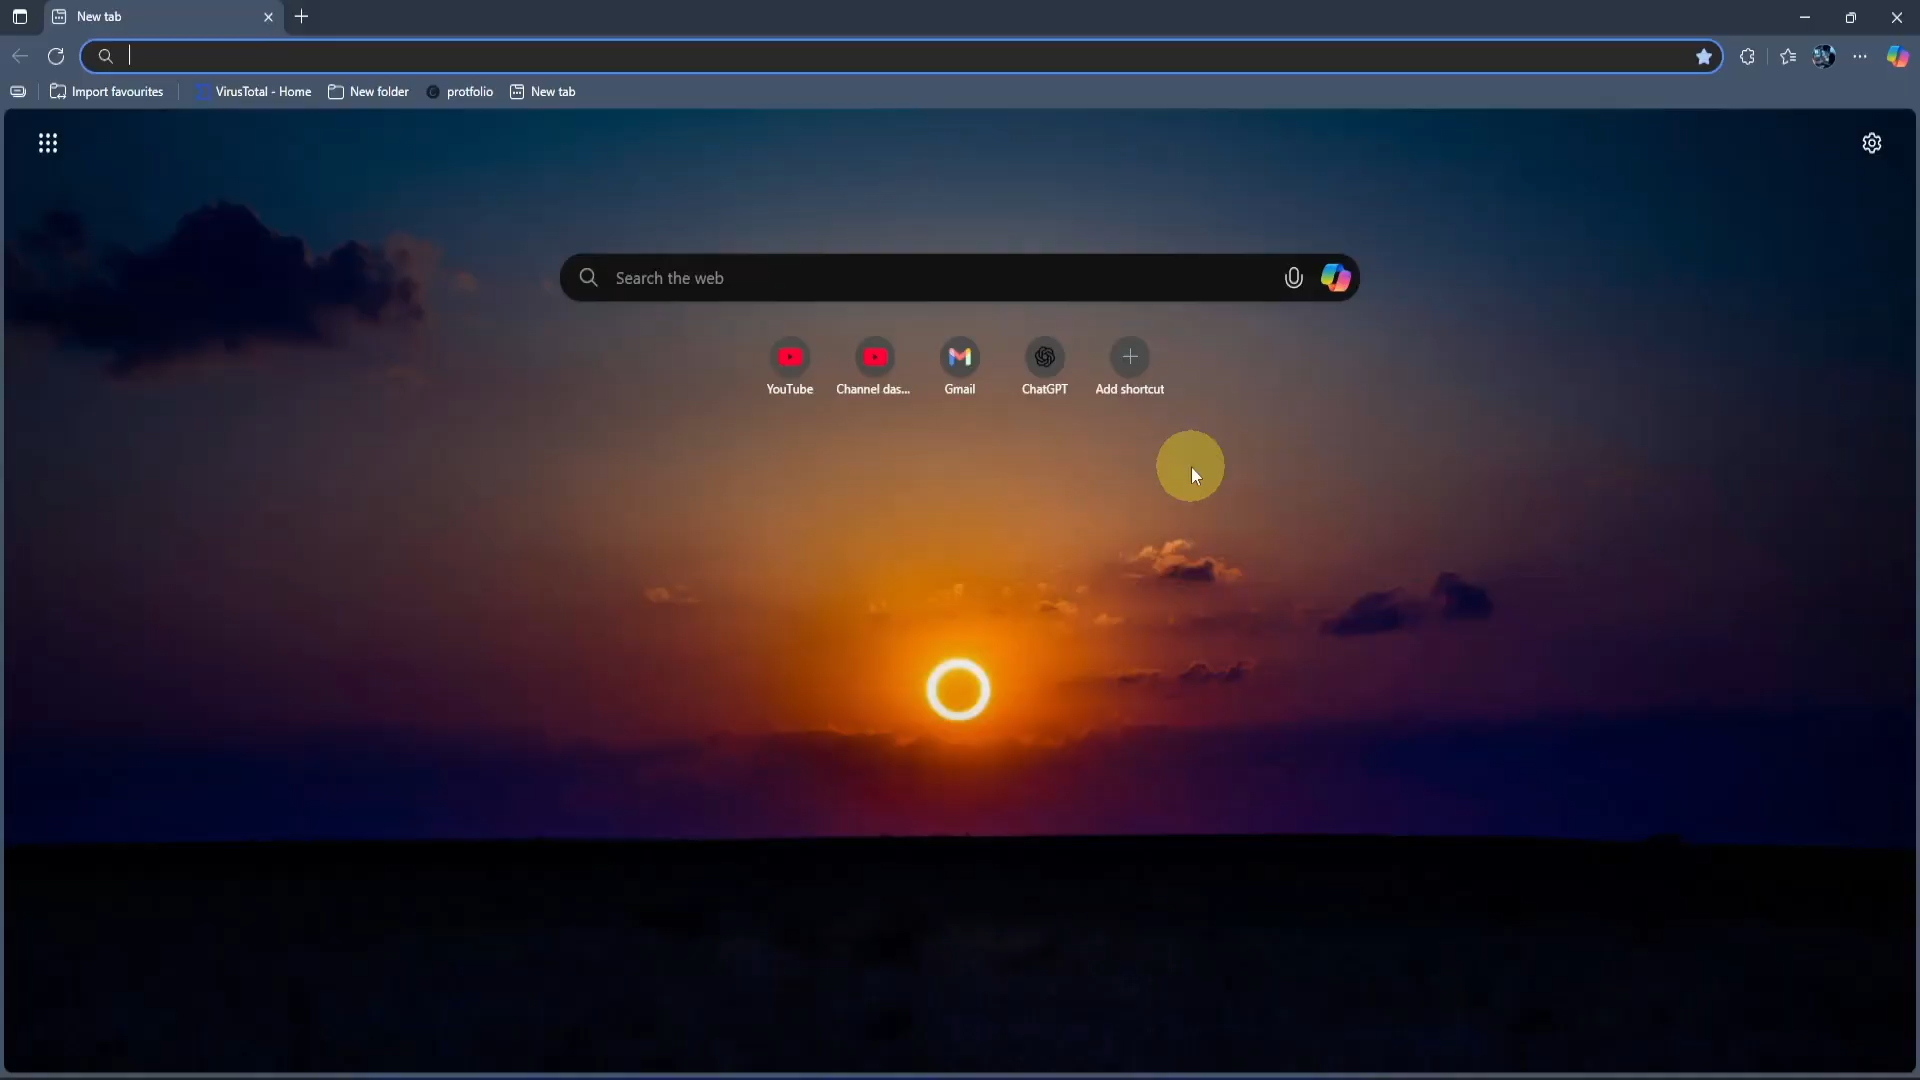 New tab
Import favourites
VirusTotal - Home
New folder
protfolio
New tab
Search the web
YouTube
Channel das...
Gmail
ChatGPT
Add shortcut